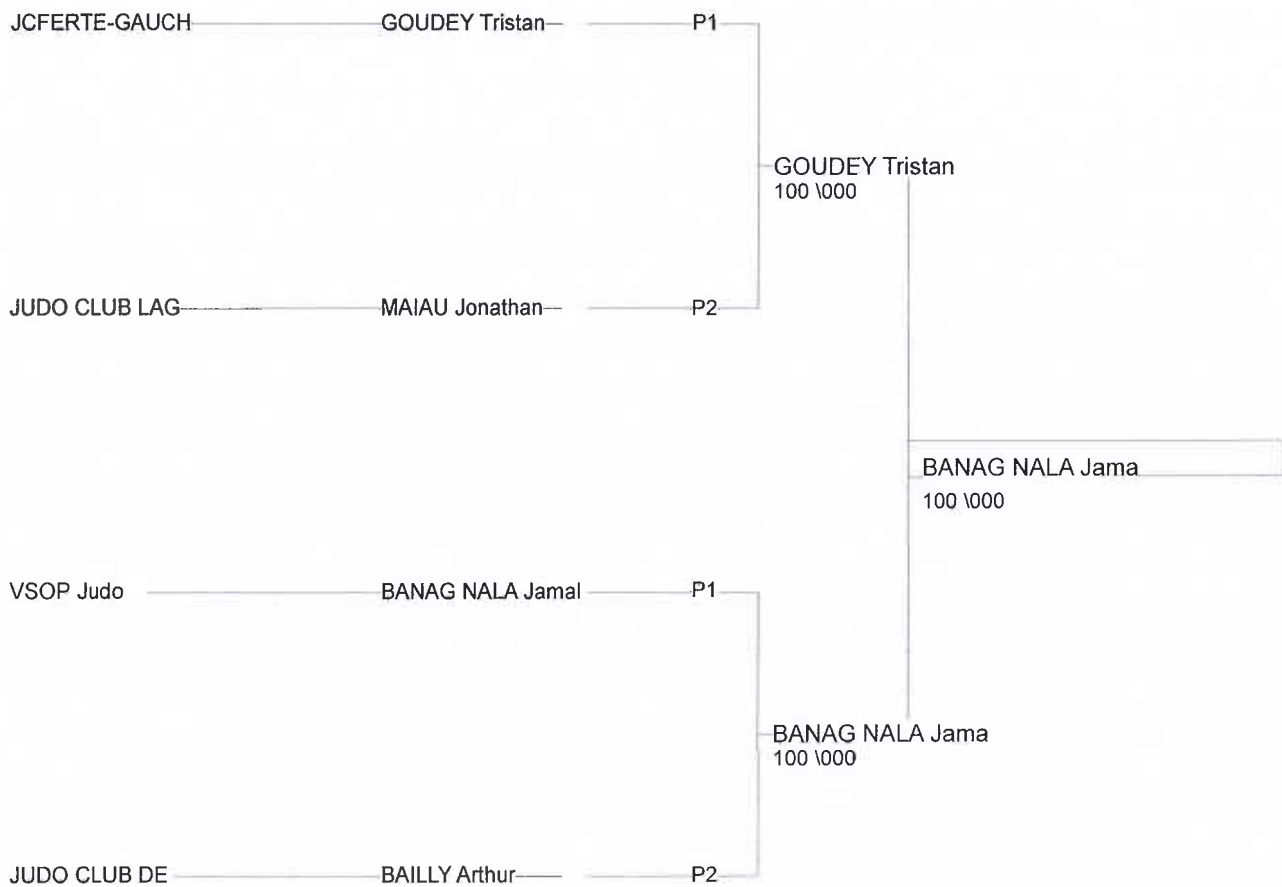 JCFERTE-GAUCH GOUDEY Tristan P1
GOUDEY Tristan
100 \000
JUDO CLUB LAG MAIAU Jonathan P2
BANAG NALA Jama
100 \000
VSOP Judo BANAG NALA Jamal P1
BANAG NALA Jama
100 \000
JUDO CLUB DE BAILLY Arthur P2